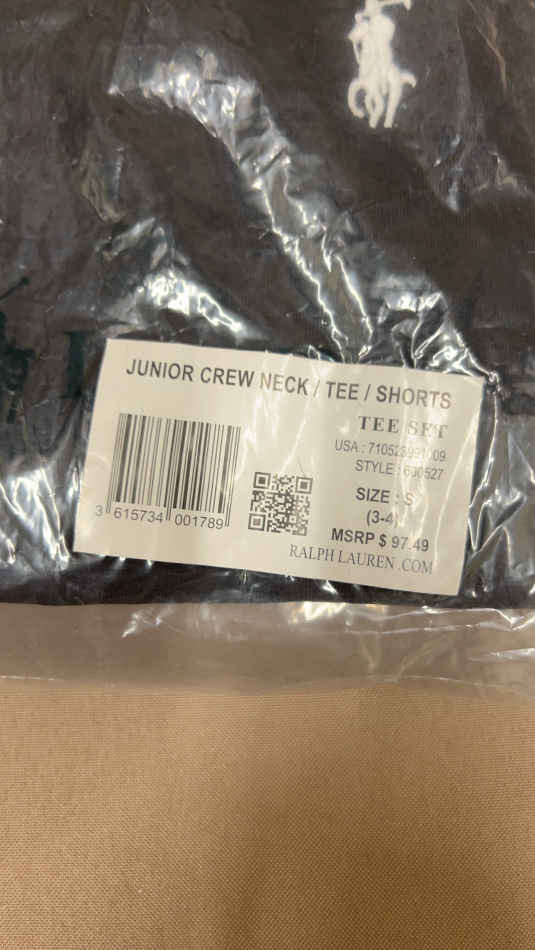 JUNIOR CREW NECK / TEE / SHORTS
TEE SET
USA : 710523991009
STYLE : 600527
SIZE : S
(3-4)
MSRP $ 97.49
RALPH LAUREN .COM
3 615734 001789